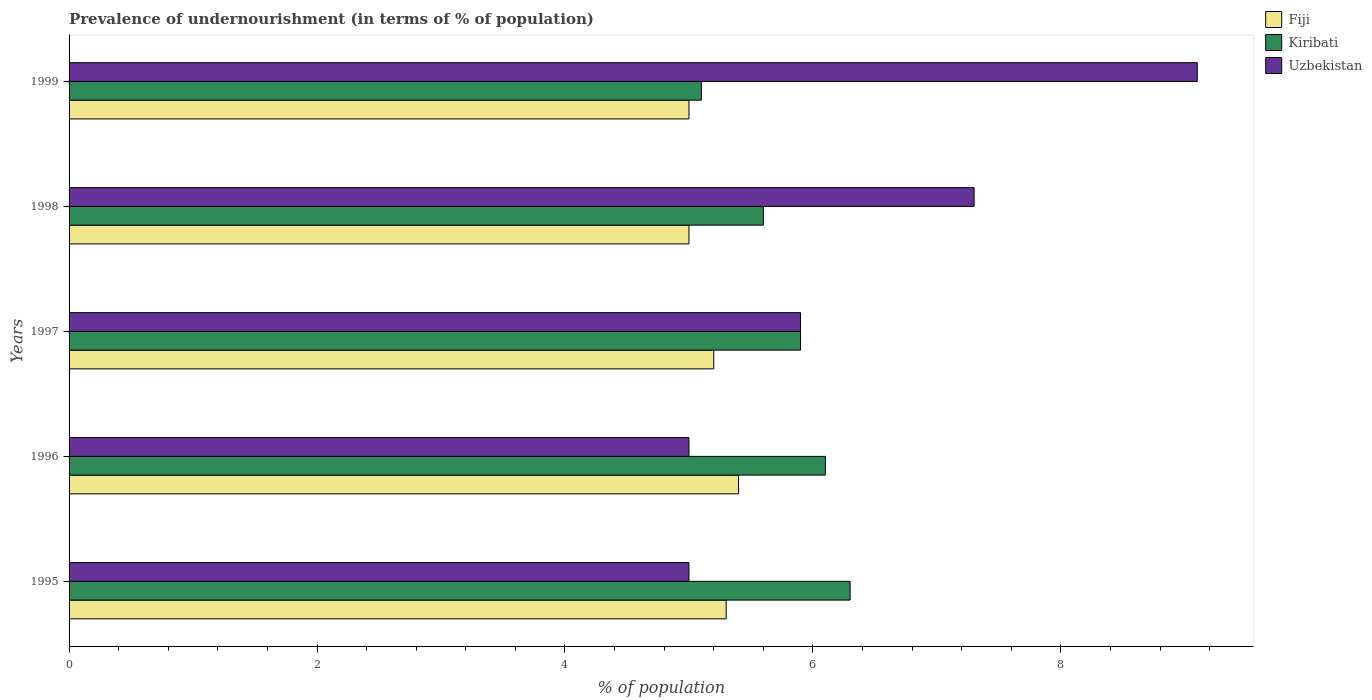 Prevalence of undernourishment (in terms of % of population)
Fiji
Kiribati
Uzbekistan
Years
1999
1998
1997
1996
1995
0
2
4
6
8
% of population